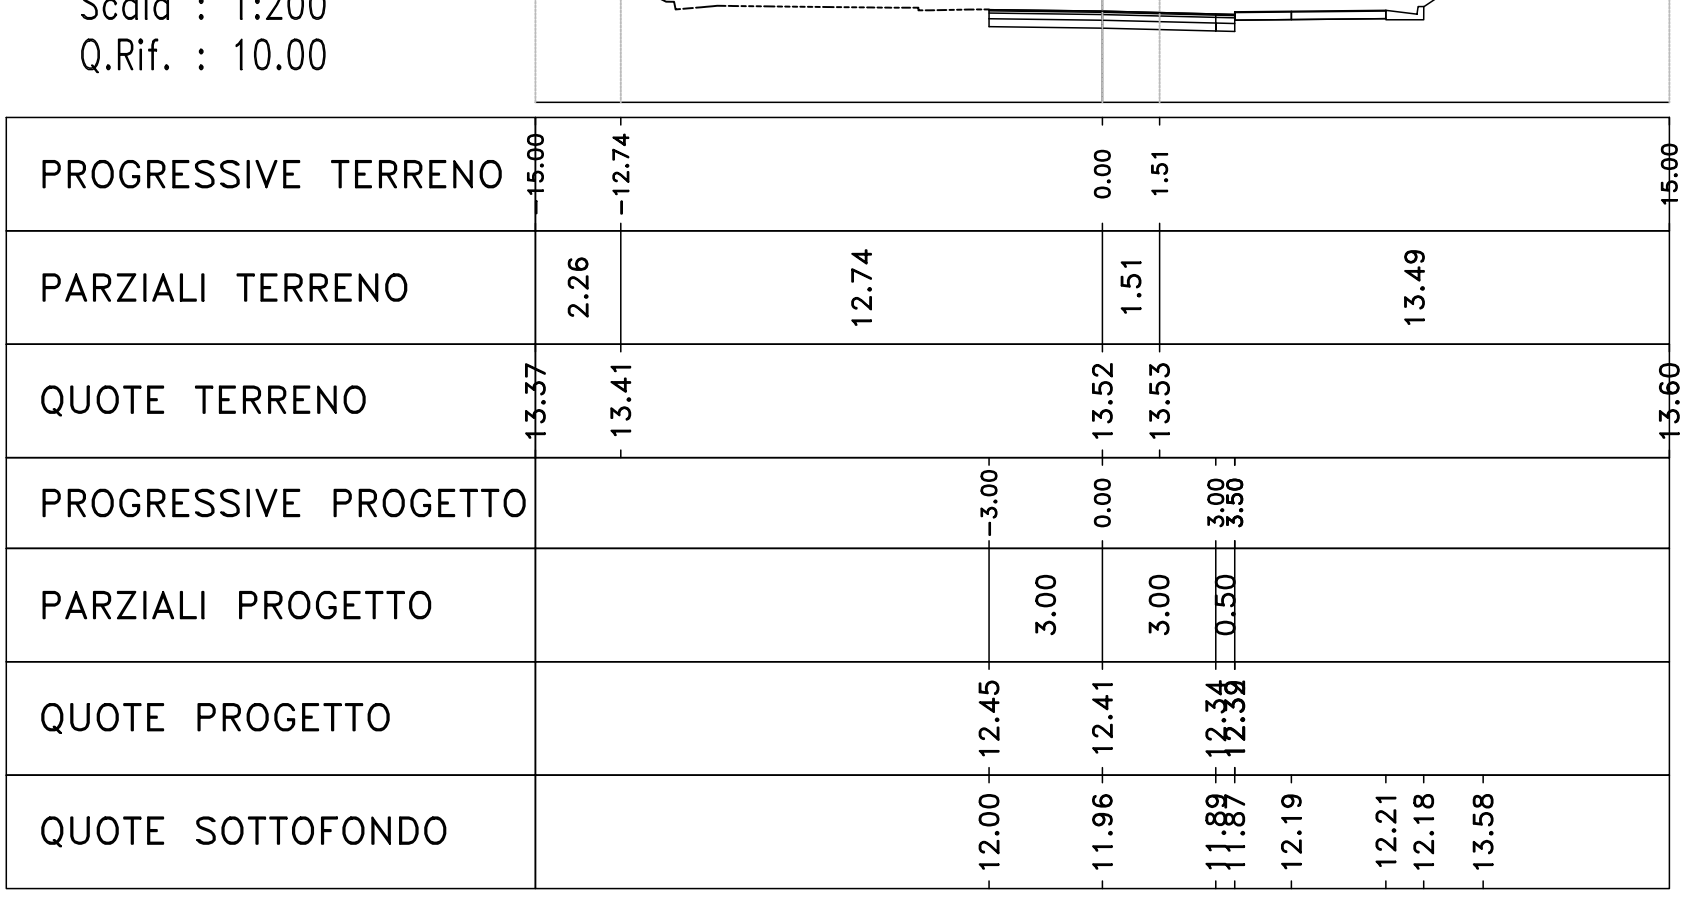 Scala : 1:200
Q.Rif. : 10.00
PROGRESSIVE TERRENO -15.00 -12.74 0.00 1.51 15.00
PARZIALI TERRENO 2.26 12.74 1.51 13.49
QUOTE TERRENO 13.37 13.41 13.52 13.53 13.60
PROGRESSIVE PROGETTO -3.00 0.00 3.00 3.50
PARZIALI PROGETTO 3.00 3.00 0.50
QUOTE PROGETTO 12.45 12.41 12.34
QUOTE SOTTOFONDO 12.00 11.96 11.89 11.87 12.19 12.21 12.18 13.58